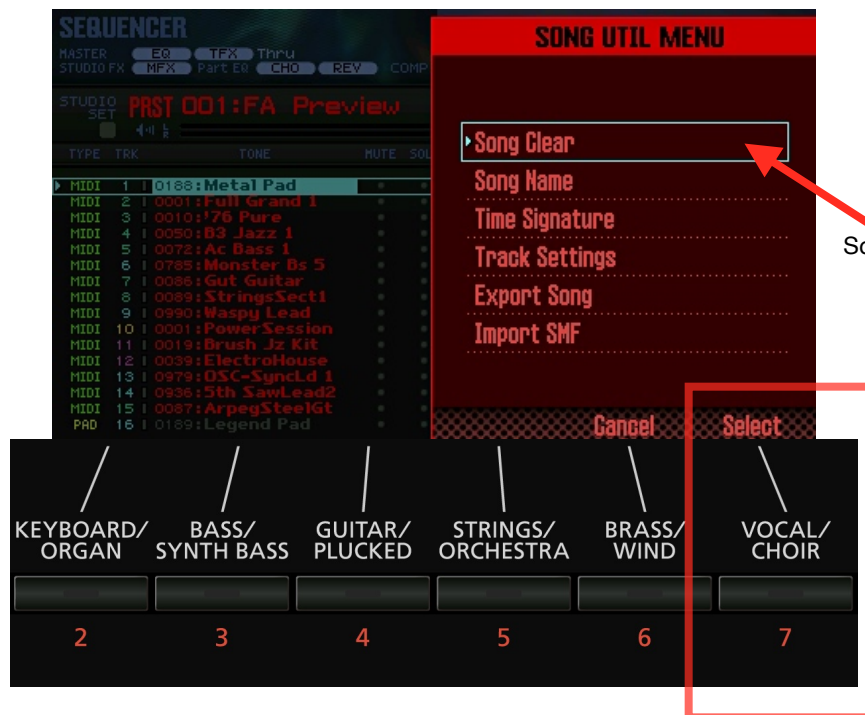 SEQUENCER
MASTER EQ TFX Thru
STUDIO FX MFX Part EQ CHO REV COMP
STUDIO SET PRST 001:FA Preview
L R
TYPE TRK TONE MUTE SOL
MIDI 1 0188:Metal Pad
MIDI 2 0001:Full Grand 1
MIDI 3 0010:'76 Pure
MIDI 4 0050:B3 Jazz 1
MIDI 5 0072:Ac Bass 1
MIDI 6 0785:Monster Bs 5
MIDI 7 0086:Gut Guitar
MIDI 8 0089:StringsSect1
MIDI 9 0990:Waspy Lead
MIDI 10 0001:PowerSession
MIDI 11 0019:Brush Jz Kit
MIDI 12 0039:ElectroHouse
MIDI 13 0979:OSC-SyncLd 1
MIDI 14 0936:5th SawLead2
MIDI 15 0087:ArpegSteelGt
PAD 16 0189:Legend Pad
SONG UTIL MENU
Song Clear
Song Name
Time Signature
Track Settings
Export Song
Import SMF
Cancel Select
So
KEYBOARD/
ORGAN
BASS/
SYNTH BASS
GUITAR/
PLUCKED
STRINGS/
ORCHESTRA
BRASS/
WIND
VOCAL/
CHOIR
2 3 4 5 6 7